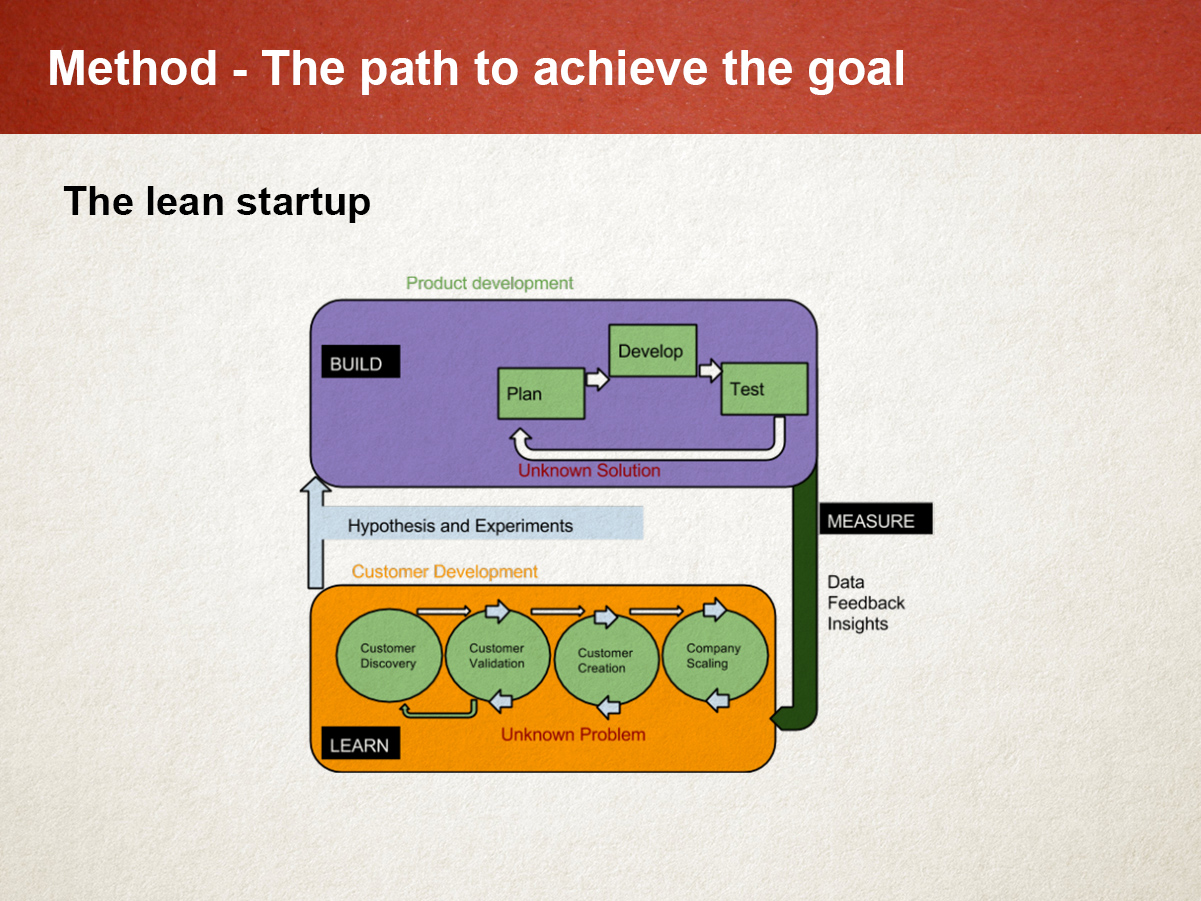 Method - The path to achieve the goal
The lean startup
Product development
BUILD
Develop
Plan
Test
Unknown Solution
Hypothesis and Experiments
MEASURE
Customer Development
Data
Feedback
Insights
Customer
Discovery
Customer
Validation
Customer
Creation
Company
Scaling
Unknown Problem
LEARN